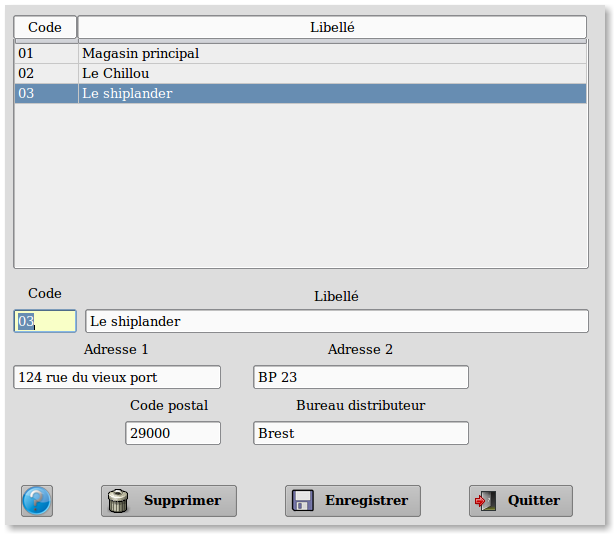 Code Libellé
01 Magasin principal
02 Le Chillou
03 Le shiplander
Code Libellé
03 Le shiplander
Adresse 1 Adresse 2
124 rue du vieux port BP 23
Code postal Bureau distributeur
29000 Brest
? Supprimer Enregistrer Quitter